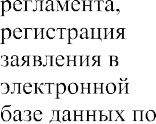 регламента,
регистрация
заявления в
электронной
базе данных по